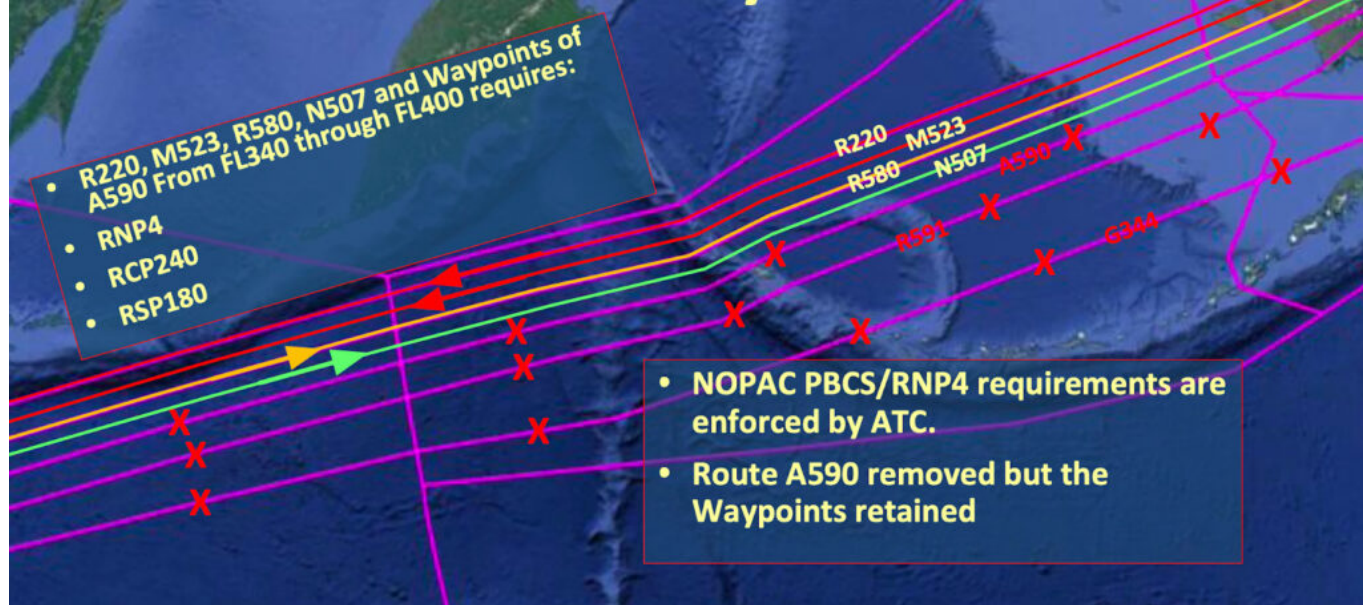 • R220, M523, R580, N507 and Waypoints of
A590 From FL340 through FL400 requires:
• RNP4
• RCP240
• RSP180
R220
M523
R580
N507
A590
R591
G344
X
X
X
X
X
X
X
X
X
X
X
X
X
X
• NOPAC PBCS/RNP4 requirements are
enforced by ATC.
• Route A590 removed but the
Waypoints retained